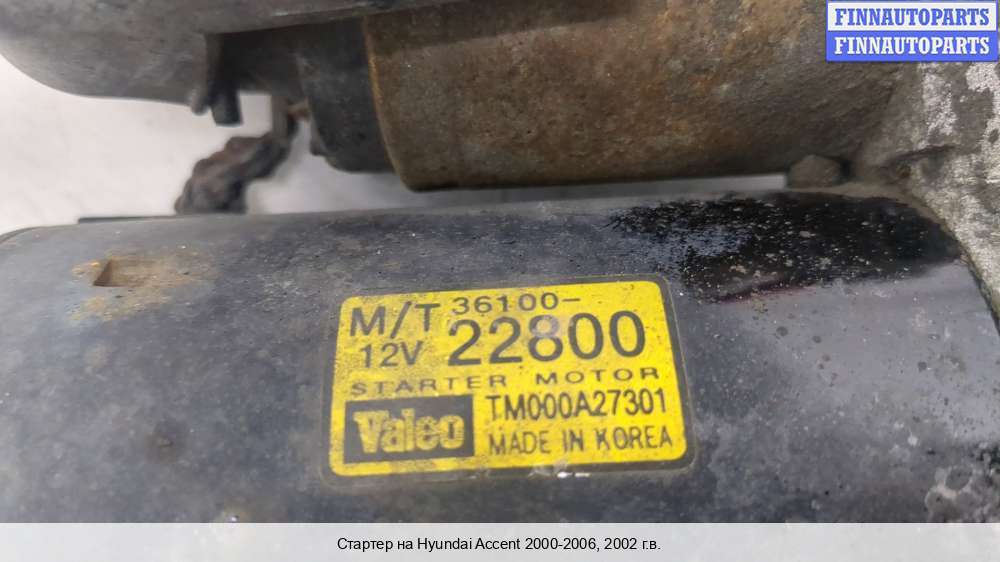 FINNAUTOPARTS
FINNAUTOPARTS
M/T 36100-
12V 22800
STARTER MOTOR
Valeo TM000A27301
MADE IN KOREA
Стартер на Hyundai Accent 2000-2006, 2002 г.в.